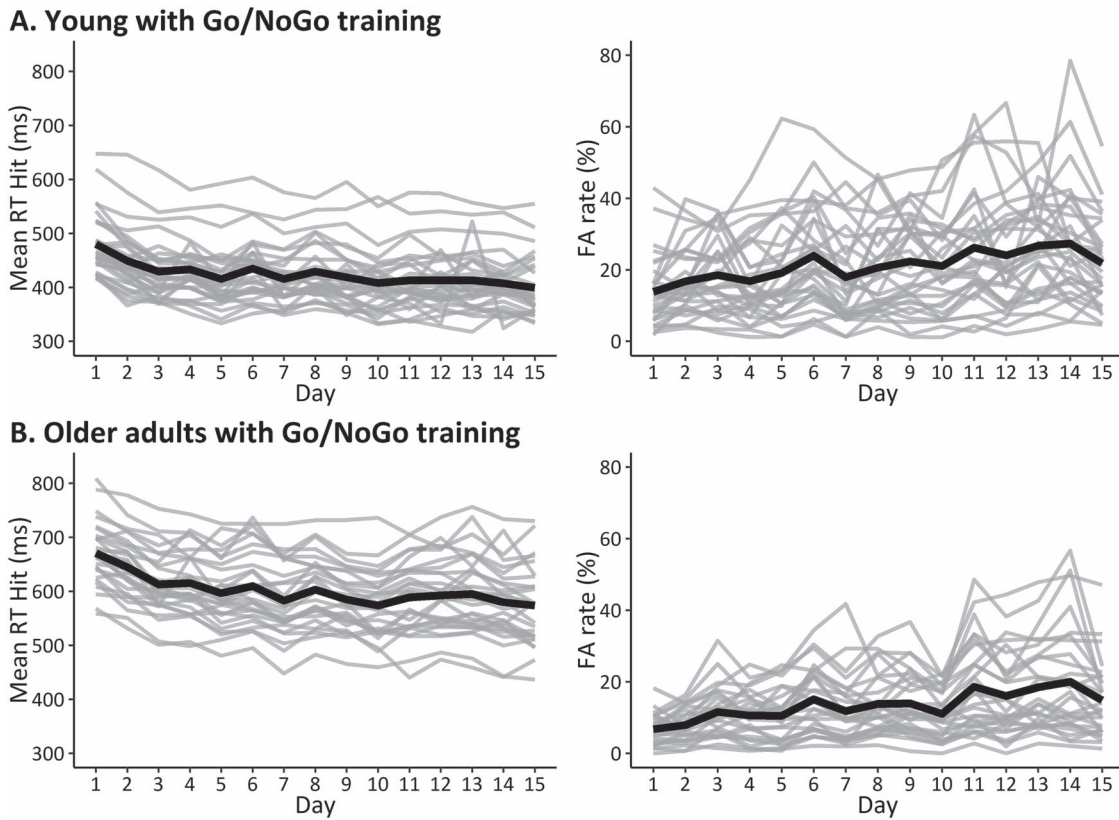 A. Young with Go/NoGo training
Mean RT Hit (ms)
800
700
600
500
400
300
1 2 3 4 5 6 7 8 9 10 11 12 13 14 15
Day
FA rate (%)
80
60
40
20
0
1 2 3 4 5 6 7 8 9 10 11 12 13 14 15
Day
B. Older adults with Go/NoGo training
Mean RT Hit (ms)
800
700
600
500
400
300
1 2 3 4 5 6 7 8 9 10 11 12 13 14 15
Day
FA rate (%)
80
60
40
20
0
1 2 3 4 5 6 7 8 9 10 11 12 13 14 15
Day